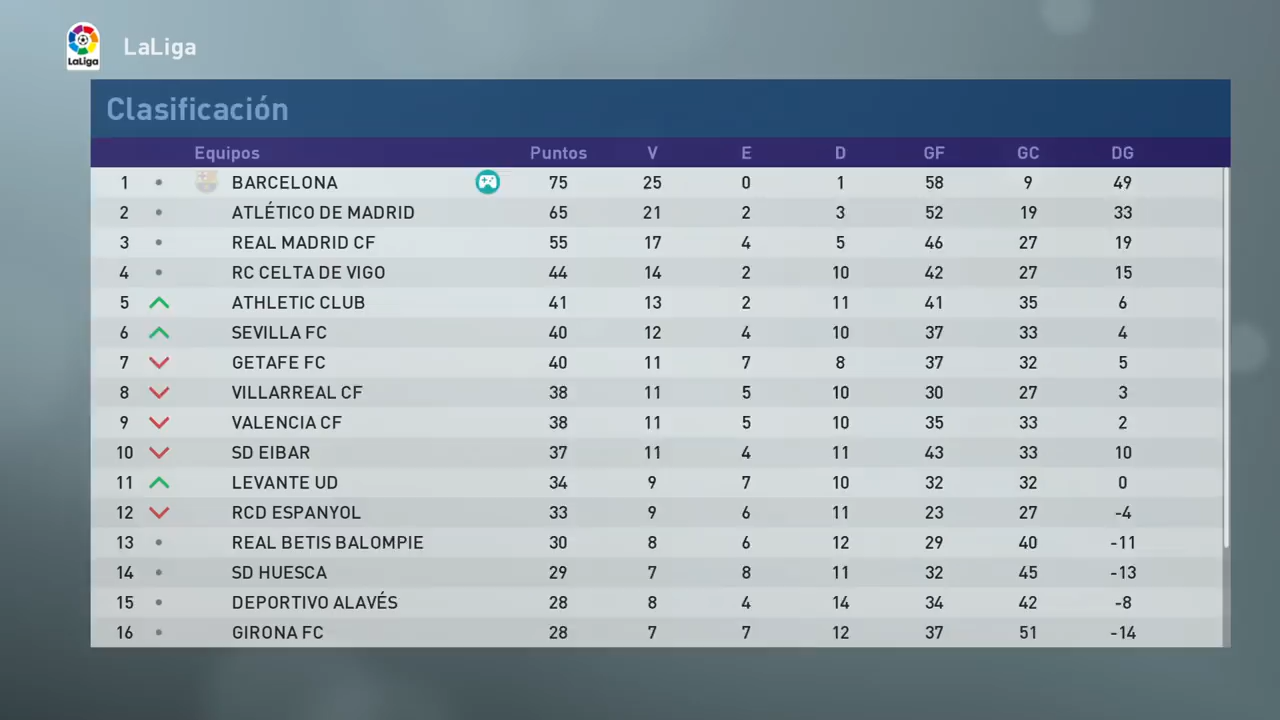 LaLiga
LaLiga
Clasificación
Equipos Puntos V E D GF GC DG
1 BARCELONA 75 25 0 1 58 9 49
2 ATLÉTICO DE MADRID 65 21 2 3 52 19 33
3 REAL MADRID CF 55 17 4 5 46 27 19
4 RC CELTA DE VIGO 44 14 2 10 42 27 15
5 ATHLETIC CLUB 41 13 2 11 41 35 6
6 SEVILLA FC 40 12 4 10 37 33 4
7 GETAFE FC 40 11 7 8 37 32 5
8 VILLARREAL CF 38 11 5 10 30 27 3
9 VALENCIA CF 38 11 5 10 35 33 2
10 SD EIBAR 37 11 4 11 43 33 10
11 LEVANTE UD 34 9 7 10 32 32 0
12 RCD ESPANYOL 33 9 6 11 23 27 -4
13 REAL BETIS BALOMPIE 30 8 6 12 29 40 -11
14 SD HUESCA 29 7 8 11 32 45 -13
15 DEPORTIVO ALAVÉS 28 8 4 14 34 42 -8
16 GIRONA FC 28 7 7 12 37 51 -14